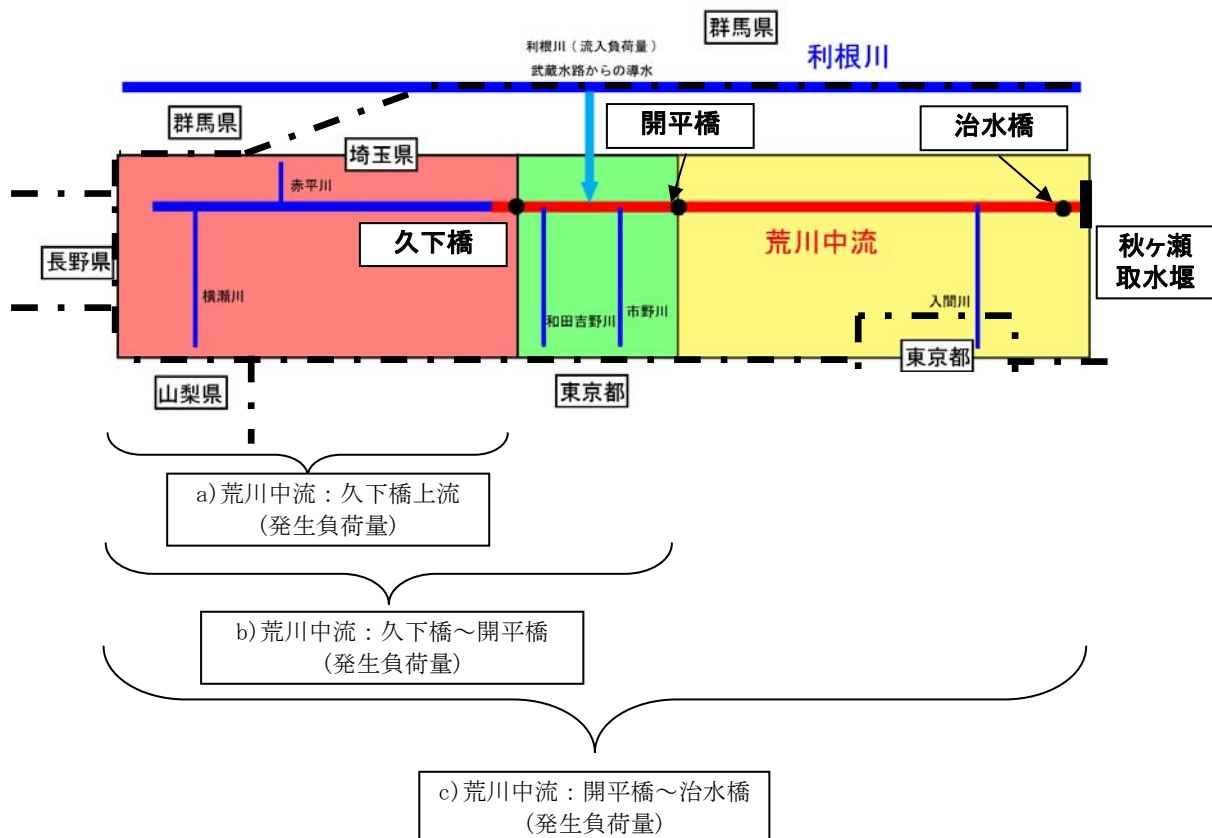 群馬県
利根川(流入負荷量)
武蔵水路からの導水
利根川
群馬県
開平橋
治水橋
埼玉県
赤平川
久下橋
荒川中流
秋ヶ瀬
取水堰
長野県
横瀬川
和田吉野川
市野川
入間川
東京都
山梨県
東京都
a)荒川中流:久下橋上流
(発生負荷量)
b)荒川中流:久下橋~開平橋
(発生負荷量)
c)荒川中流:開平橋~治水橋
(発生負荷量)